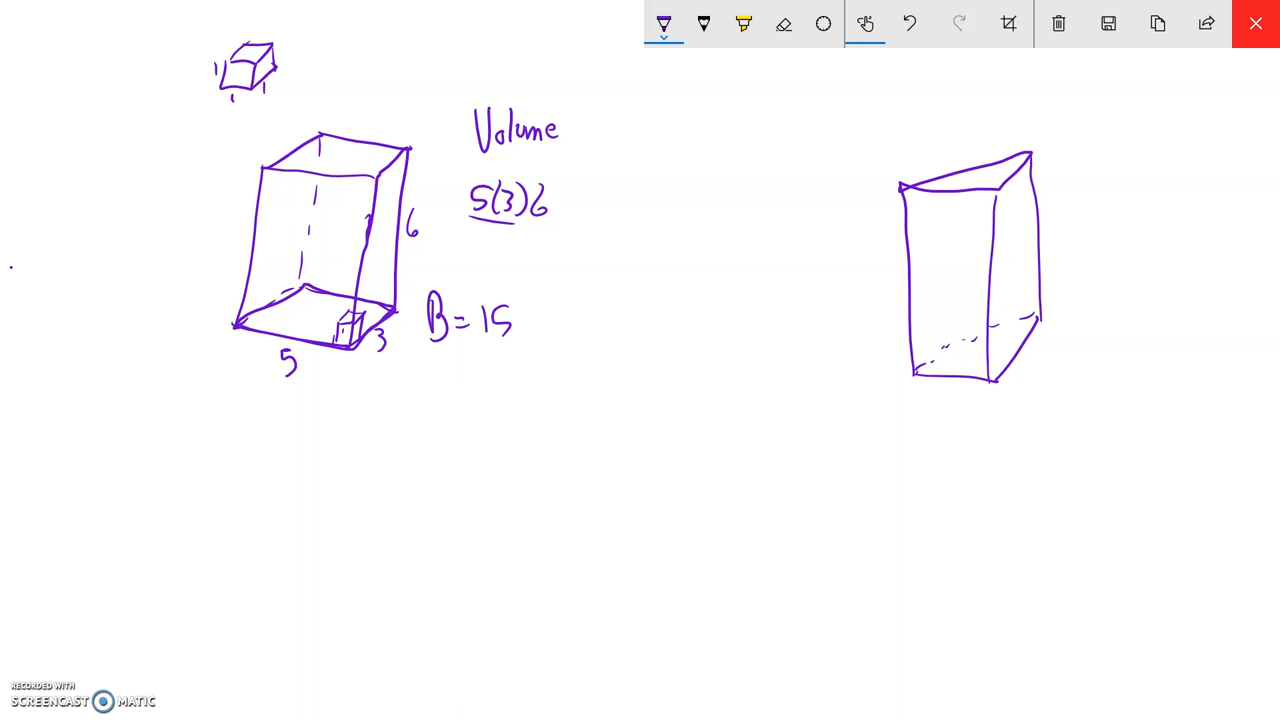 1
1
1
Volume
5(3)6
6
B = 15
3
5
RECORDED WITH
SCREENCAST MATIC